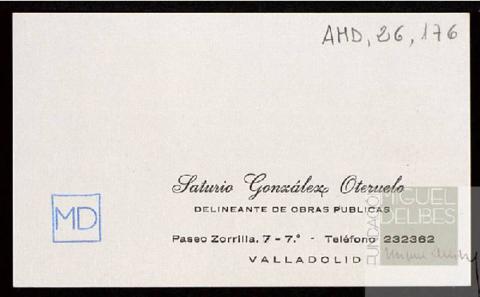 AMD, 26, 176
Saturio González Oteruelo
DELINEANTE DE OBRAS PUBLICAS
MD
Paseo Zorrilla, 7 - 7.º - Teléfono 232362
VALLADOLID
FUNDACIÓN
MIGUEL
DELIBES